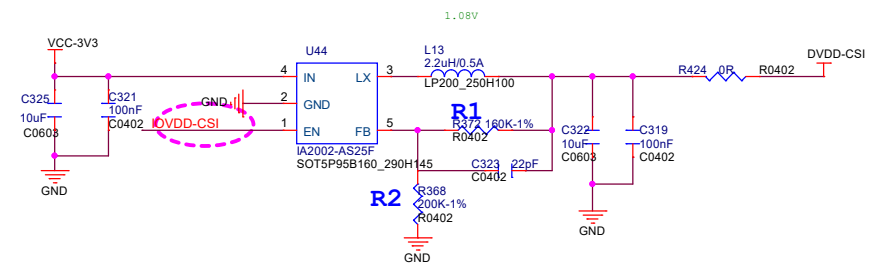 1.08V
VCC-3V3
U44
L13
2.2uH/0.5A
LP200_250H100
DVDD-CSI
R424 0R R0402
4 IN LX 3
C325
10uF
C0603
C321
100nF
C0402
GND
2 GND
R1
IOVDD-CSI
1 EN FB 5
R372 160K-1%
R0402
C322
10uF
C0603
C319
100nF
C0402
IA2002-AS25F
SOT5P95B160_290H145
C323 22pF
C0402
GND
R2
R368
200K-1%
R0402
GND
GND